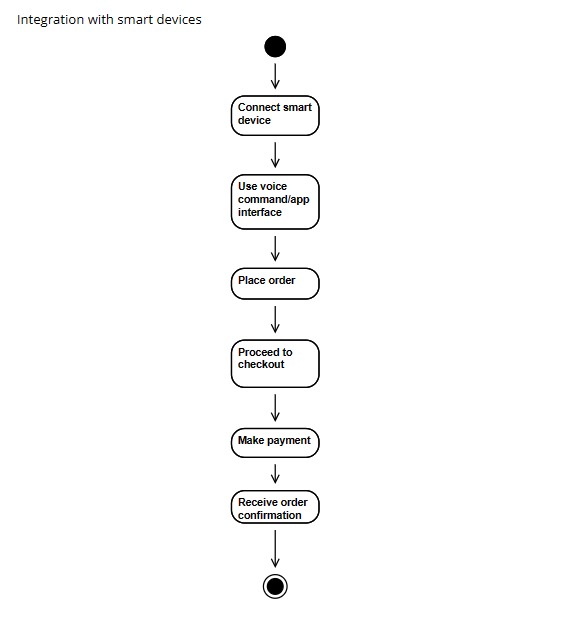 Integration with smart devices
Connect smart
device
Use voice
command/app
interface
Place order
Proceed to
checkout
Make payment
Receive order
confirmation